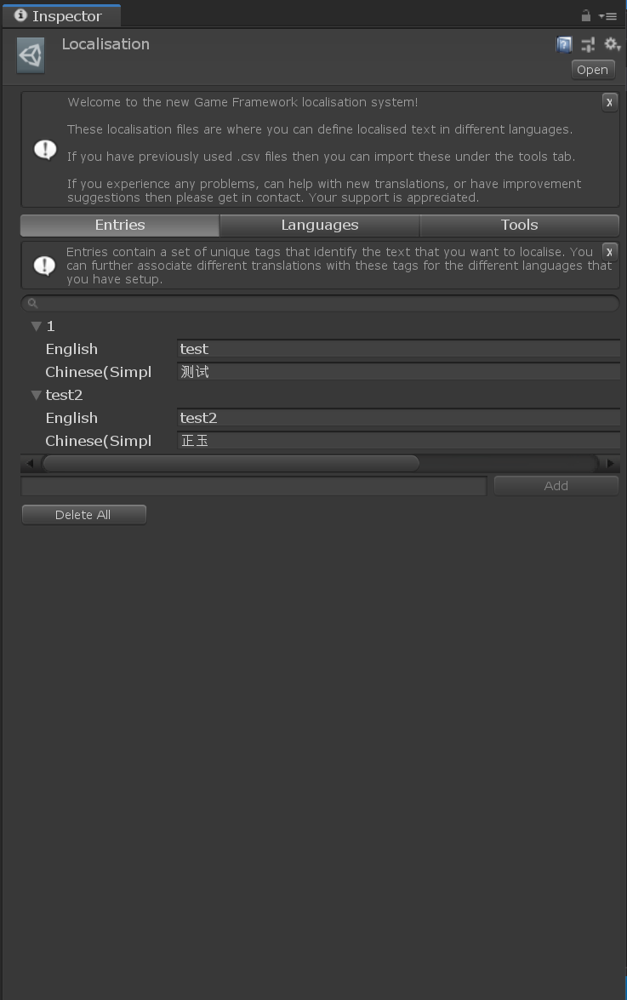 Inspector
Localisation
Open
Welcome to the new Game Framework localisation system!
x
These localisation files are where you can define localised text in different languages.
If you have previously used .csv files then you can import these under the tools tab.
If you experience any problems, can help with new translations, or have improvement
suggestions then please get in contact. Your support is appreciated.
Entries Languages Tools
Entries contain a set of unique tags that identify the text that you want to localise. You x
can further associate different translations with these tags for the different languages that
you have setup.
1
English test
Chinese(Simpl 测试
test2
English test2
Chinese(Simpl 正玉
Add
Delete All